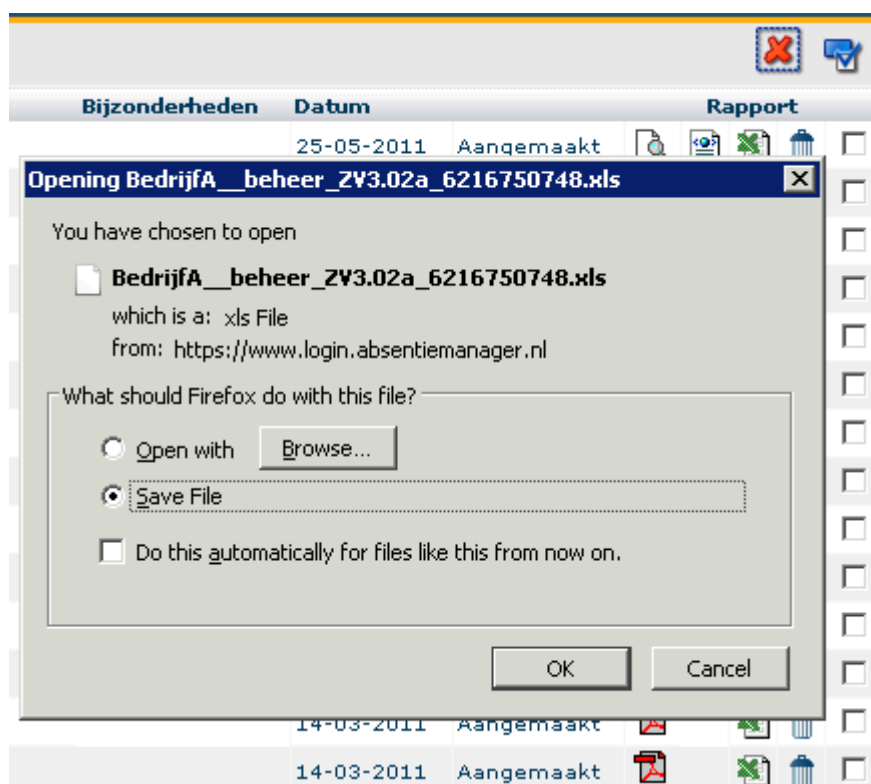 Bijzonderheden Datum Rapport
25-05-2011 Aangemaakt
Opening BedrijfA__beheer_ZV3.02a_6216750748.xls
You have chosen to open
BedrijfA__beheer_ZV3.02a_6216750748.xls
which is a: xls File
from: https://www.login.absentiemanager.nl
What should Firefox do with this file?
Open with Browse...
Save File
Do this automatically for files like this from now on.
OK Cancel
14-03-2011 Aangemaakt
14-03-2011 Aangemaakt